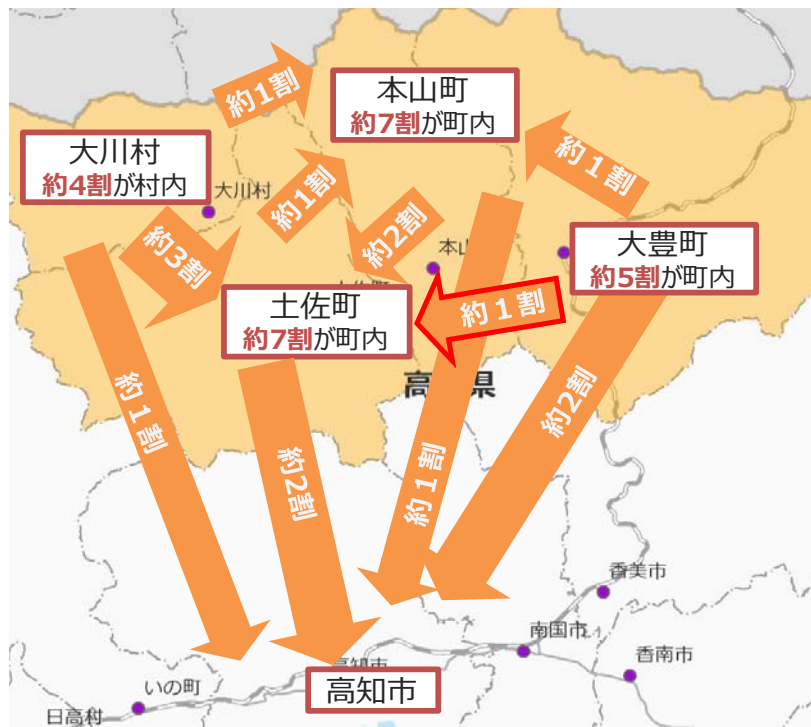 約1割
本山町
約7割が町内
大川村
約4割が村内
大川村
約1割
約1割
約3割
約2割
本山
大豊町
約5割が町内
土佐町
約7割が町内
約１割
高 県
約１割
約2割
約１割
約2割
香美市
南国市
高知市
香南市
いの町
高知市
日高村